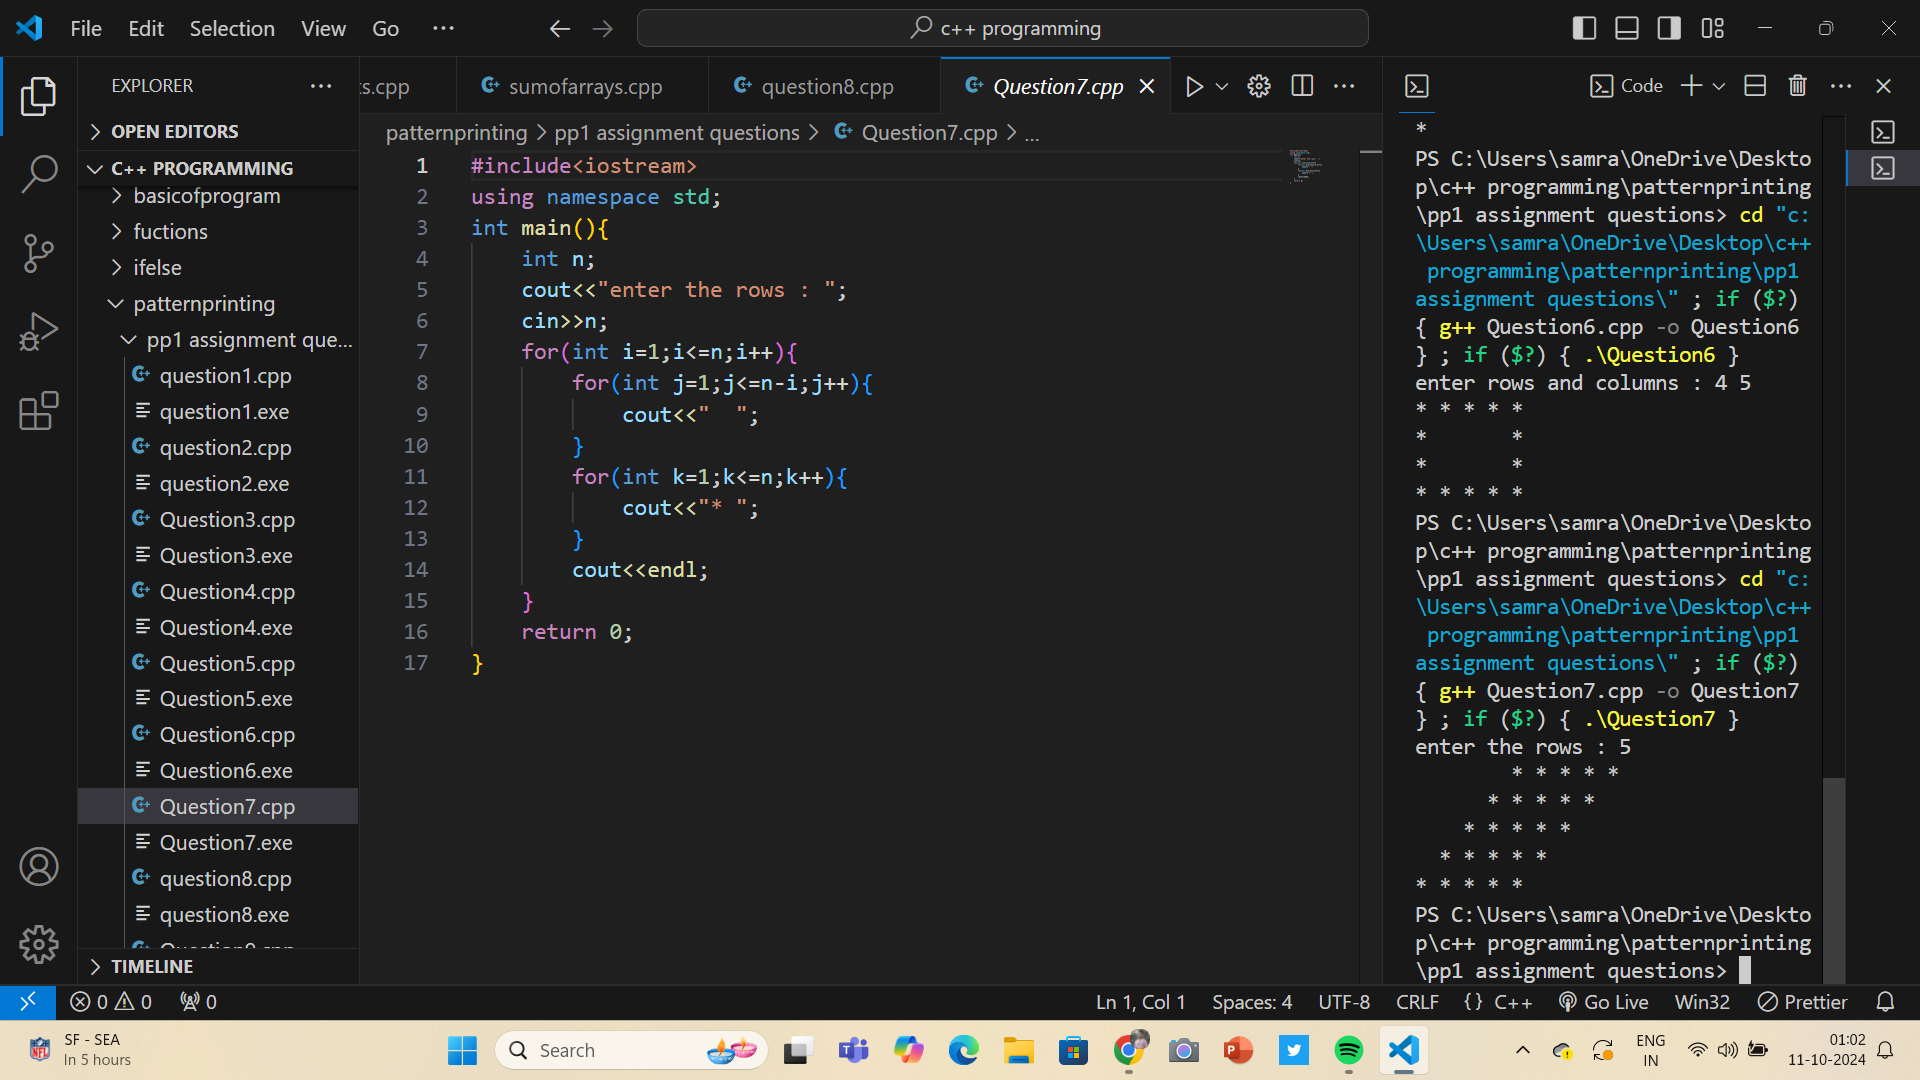 File Edit Selection View Go ···
c++ programming
EXPLORER ···
OPEN EDITORS
C++ PROGRAMMING
basicofprogram
fuctions
ifelse
patternprinting
pp1 assignment que...
question1.cpp
question1.exe
question2.cpp
question2.exe
Question3.cpp
Question3.exe
Question4.cpp
Question4.exe
Question5.cpp
Question5.exe
Question6.cpp
Question6.exe
Question7.cpp
Question7.exe
question8.cpp
question8.exe
TIMELINE
s.cpp sumofarrays.cpp question8.cpp Question7.cpp
patternprinting > pp1 assignment questions > Question7.cpp > ...
1 #include<iostream>
2 using namespace std;
3 int main(){
4     int n;
5     cout<<"enter the rows : ";
6     cin>>n;
7     for(int i=1;i<=n;i++){
8         for(int j=1;j<=n-i;j++){
9             cout<<"  ";
10         }
11         for(int k=1;k<=n;k++){
12             cout<<"* ";
13         }
14         cout<<endl;
15     }
16     return 0;
17 }
Code
*
PS C:\Users\samra\OneDrive\Deskto
p\c++ programming\patternprinting
\pp1 assignment questions> cd "c:
\Users\samra\OneDrive\Desktop\c++
 programming\patternprinting\pp1
assignment questions\" ; if ($?)
{ g++ Question6.cpp -o Question6
} ; if ($?) { .\Question6 }
enter rows and columns : 4 5
* * * * *
*       *
*       *
* * * * *
PS C:\Users\samra\OneDrive\Deskto
p\c++ programming\patternprinting
\pp1 assignment questions> cd "c:
\Users\samra\OneDrive\Desktop\c++
 programming\patternprinting\pp1
assignment questions\" ; if ($?)
{ g++ Question7.cpp -o Question7
} ; if ($?) { .\Question7 }
enter the rows : 5
        * * * * *
      * * * * *
    * * * * *
  * * * * *
* * * * *
PS C:\Users\samra\OneDrive\Deskto
p\c++ programming\patternprinting
\pp1 assignment questions>
0 0 0 Ln 1, Col 1 Spaces: 4 UTF-8 CRLF {} C++ Go Live Win32 Prettier
SF - SEA
In 5 hours
Search
ENG
IN
01:02
11-10-2024